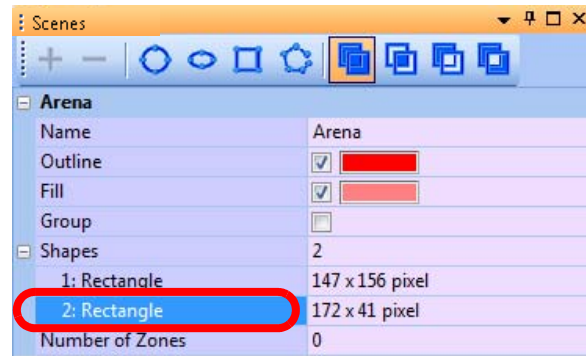 Scenes
Arena
Name Arena
Outline
Fill
Group
Shapes 2
1: Rectangle 147 x 156 pixel
2: Rectangle 172 x 41 pixel
Number of Zones 0